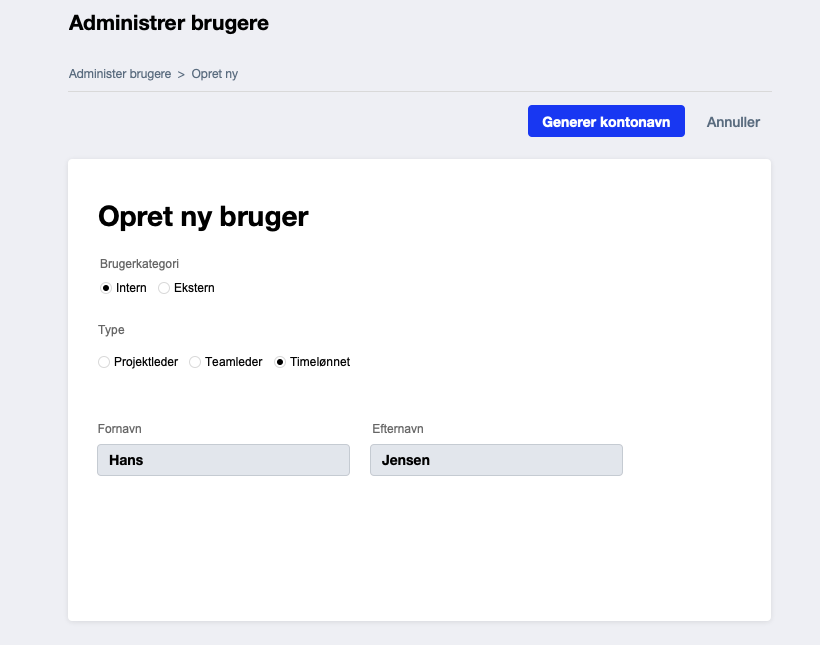 Administrer brugere
Administer brugere > Opret ny
Generer kontonavn Annuller
Opret ny bruger
Brugerkategori
Intern Ekstern
Type
Projektleder Teamleder Timelønnet
Fornavn Efternavn
Hans Jensen